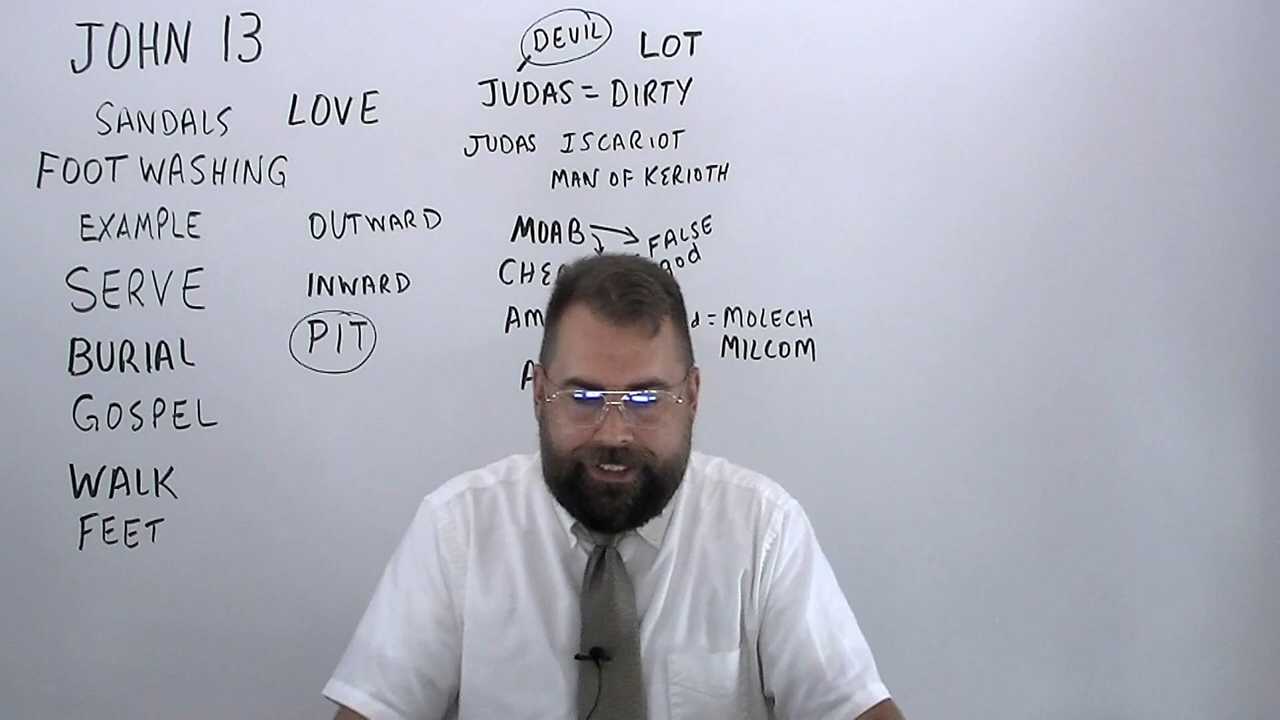 JOHN 13
SANDALS LOVE
FOOT WASHING
EXAMPLE OUTWARD
SERVE INWARD
BURIAL PIT
GOSPEL
WALK
FEET
DEVIL LOT
JUDAS = DIRTY
JUDAS ISCARIOT
MAN OF KERIOTH
MOAB FALSE
god
= MOLECH
MILCOM